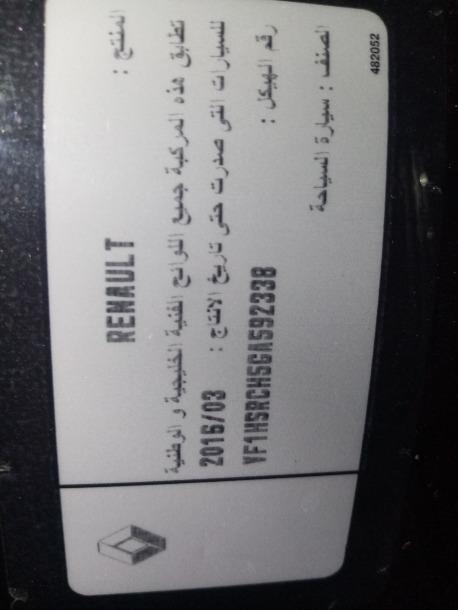 المنتج : RENAULT
تطابق هذه المركبة جميع اللوائح الفنية الخليجية و الوطنية
للسيارات التى صدرت حتى تاريخ الانتاج : 2016/03
رقم الهيكل : VF1HSRCH5GA592338
الصنف : سيارة السياحة
482052